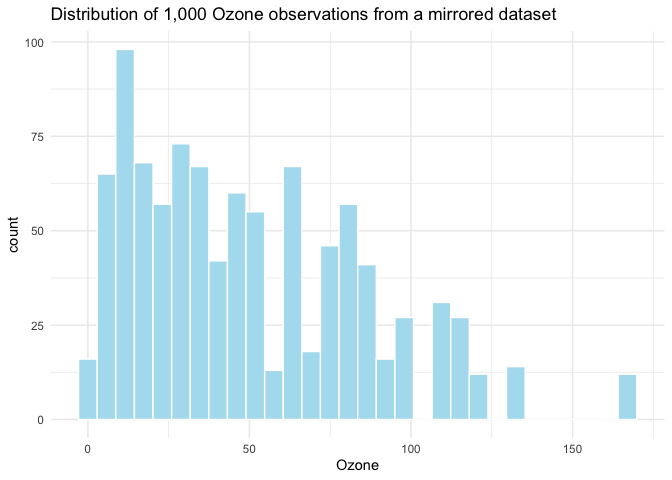 Distribution of 1,000 Ozone observations from a mirrored dataset
100
75
50
25
0
count
0 50 100 150
Ozone